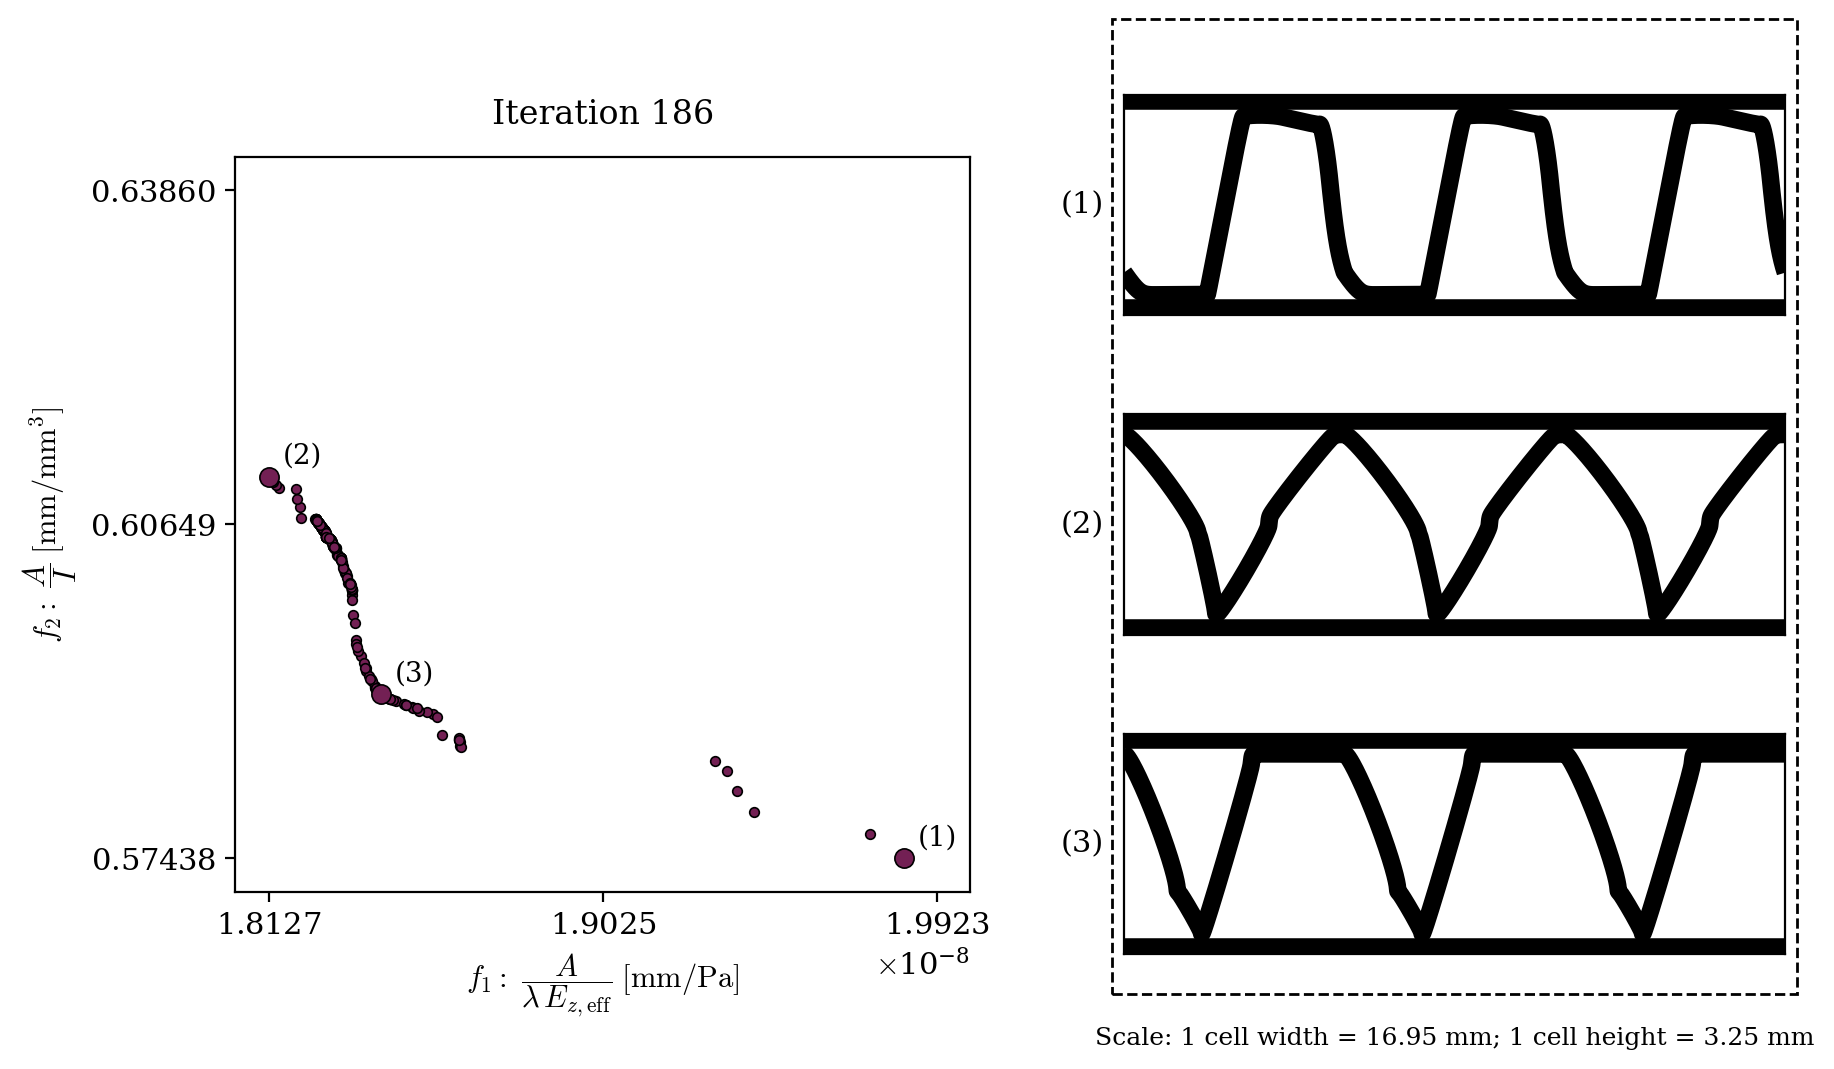 Iteration 186
0.63860
0.60649
0.57438
f₂: A/I [mm/mm³]
(2)
(3)
(1)
1.8127 1.9025 1.9923
×10⁻⁸
f₁: A/(λ E_{z,eff}) [mm/Pa]
(1)
(2)
(3)
Scale: 1 cell width = 16.95 mm; 1 cell height = 3.25 mm